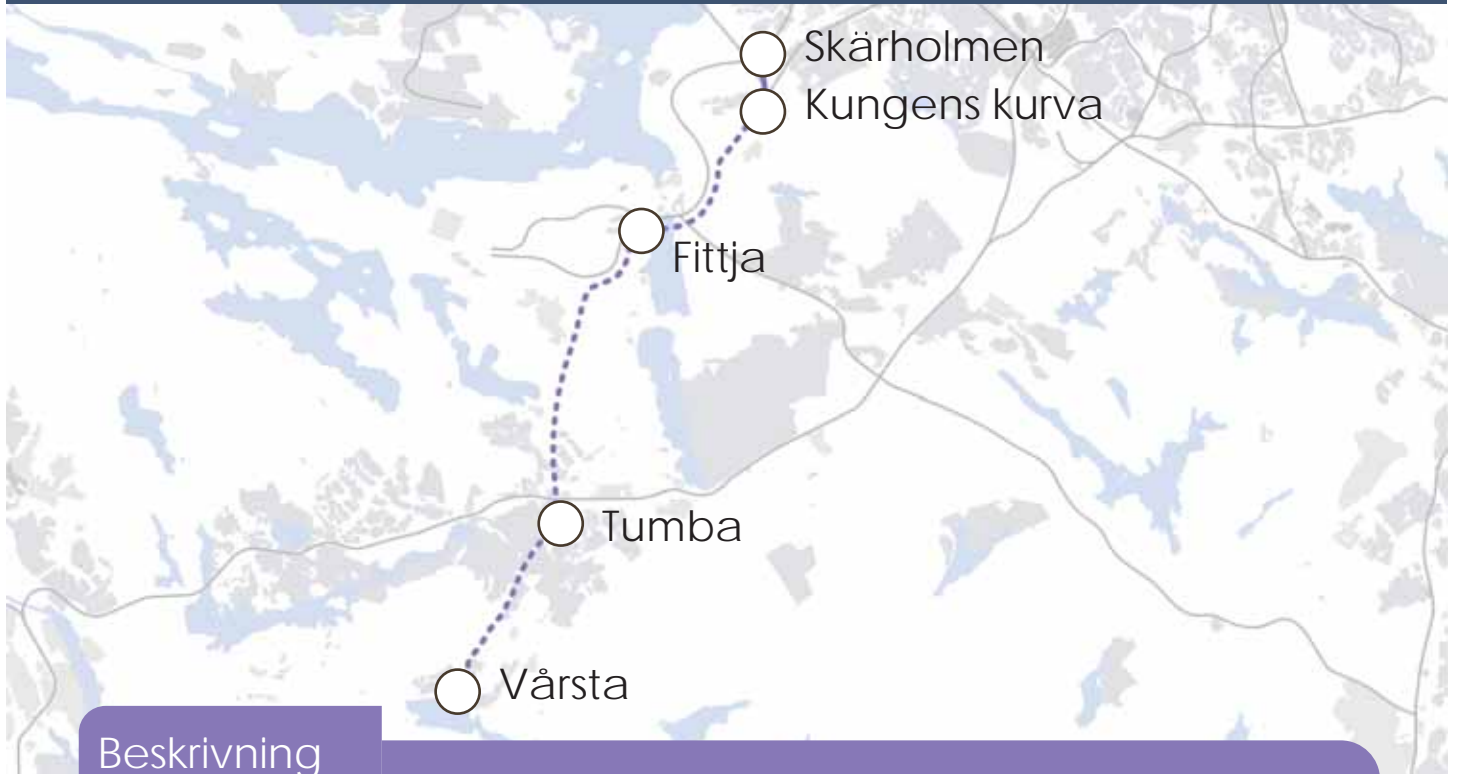 Skärholmen
Kungens kurva
Fittja
Tumba
Vårsta
Beskrivning